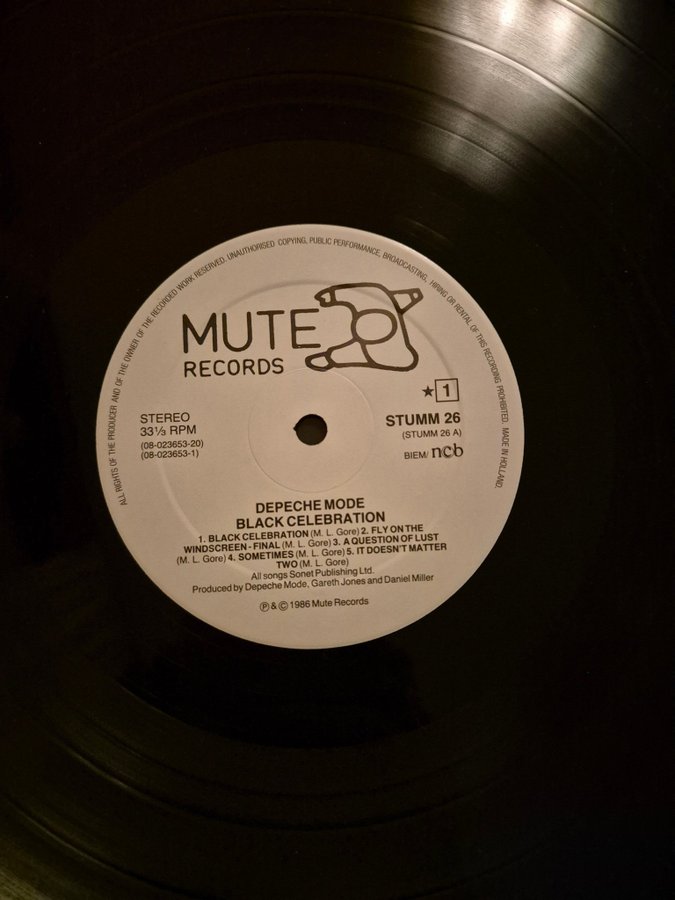 ALL RIGHTS OF THE PRODUCER AND OF THE OWNER OF THE RECORDED WORK RESERVED. UNAUTHORISED COPYING, PUBLIC PERFORMANCE, BROADCASTING, HIRING OR RENTAL OF THIS RECORDING PROHIBITED. MADE IN HOLLAND.
MUTE
RECORDS
★ 1
STEREO
33⅓ RPM
(08-023653-20)
(08-023653-1)
STUMM 26
(STUMM 26 A)
BIEM/ ncb
DEPECHE MODE
BLACK CELEBRATION
1. BLACK CELEBRATION (M. L. Gore) 2. FLY ON THE
WINDSCREEN - FINAL (M. L. Gore) 3. A QUESTION OF LUST
(M. L. Gore) 4. SOMETIMES (M. L. Gore) 5. IT DOESN'T MATTER
TWO (M. L. Gore)
All songs Sonet Publishing Ltd.
Produced by Depeche Mode, Gareth Jones and Daniel Miller
Ⓟ & © 1986 Mute Records